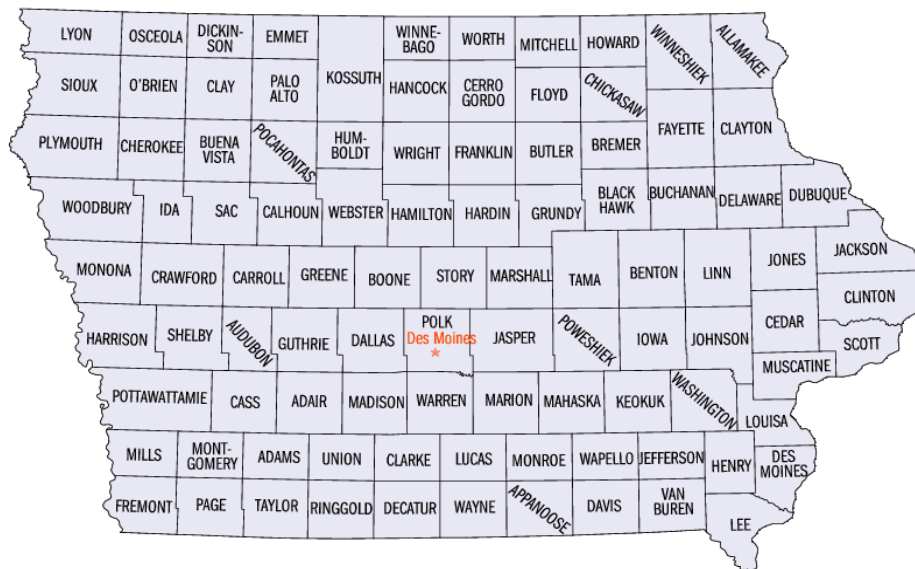 LYON
OSCEOLA
DICKIN-
SON
EMMET
KOSSUTH
WINNE-
BAGO
WORTH
MITCHELL
HOWARD
WINNESHIEK
ALLAMAKEE
SIOUX
O'BRIEN
CLAY
PALO
ALTO
HANCOCK
CERRO
GORDO
FLOYD
CHICKASAW
PLYMOUTH
CHEROKEE
BUENA
VISTA
POCAHONTAS
HUM-
BOLDT
WRIGHT
FRANKLIN
BUTLER
BREMER
FAYETTE
CLAYTON
WOODBURY
IDA
SAC
CALHOUN
WEBSTER
HAMILTON
HARDIN
GRUNDY
BLACK
HAWK
BUCHANAN
DELAWARE
DUBUQUE
MONONA
CRAWFORD
CARROLL
GREENE
BOONE
STORY
MARSHALL
TAMA
BENTON
LINN
JONES
JACKSON
CLINTON
HARRISON
SHELBY
AUDUBON
GUTHRIE
DALLAS
POLK
Des Moines
JASPER
POWESHIEK
IOWA
JOHNSON
CEDAR
SCOTT
MUSCATINE
POTTAWATTAMIE
CASS
ADAIR
MADISON
WARREN
MARION
MAHASKA
KEOKUK
WASHINGTON
LOUISA
MILLS
MONT-
GOMERY
ADAMS
UNION
CLARKE
LUCAS
MONROE
WAPELLO
JEFFERSON
HENRY
DES
MOINES
FREMONT
PAGE
TAYLOR
RINGGOLD
DECATUR
WAYNE
APPANOOSE
DAVIS
VAN
BUREN
LEE